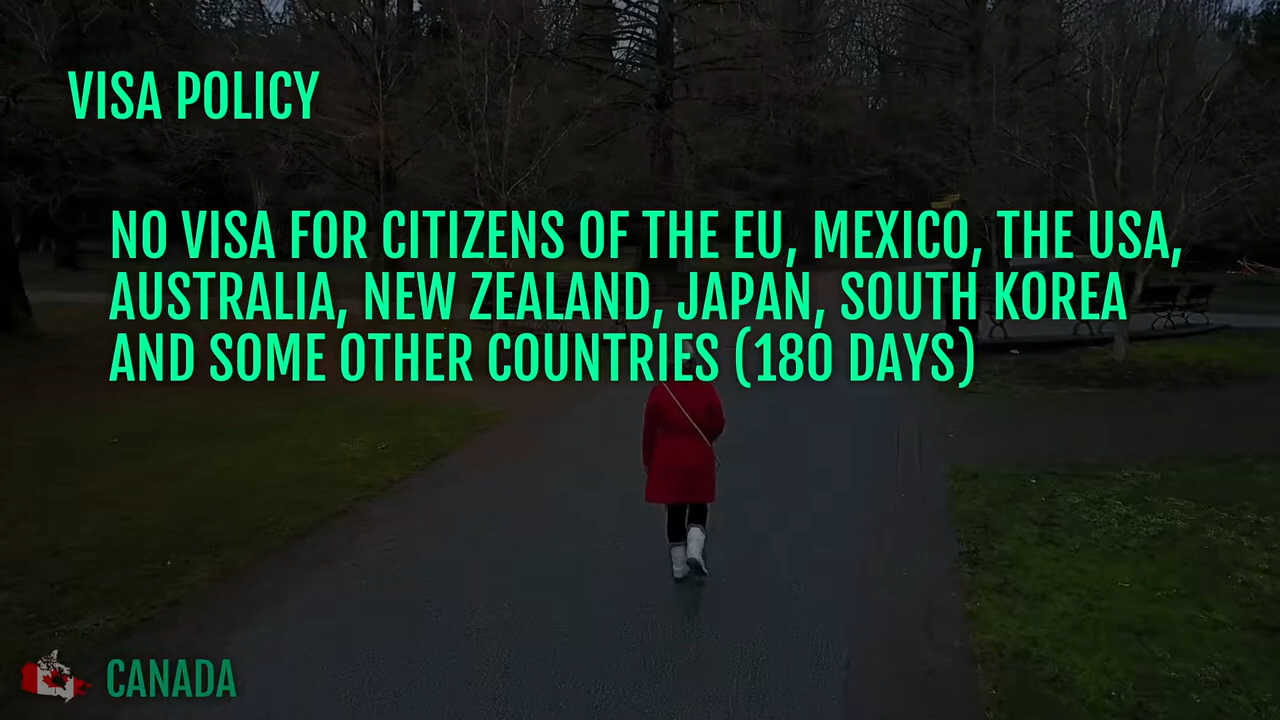 VISA POLICY
NO VISA FOR CITIZENS OF THE EU, MEXICO, THE USA,
AUSTRALIA, NEW ZEALAND, JAPAN, SOUTH KOREA
AND SOME OTHER COUNTRIES (180 DAYS)
CANADA